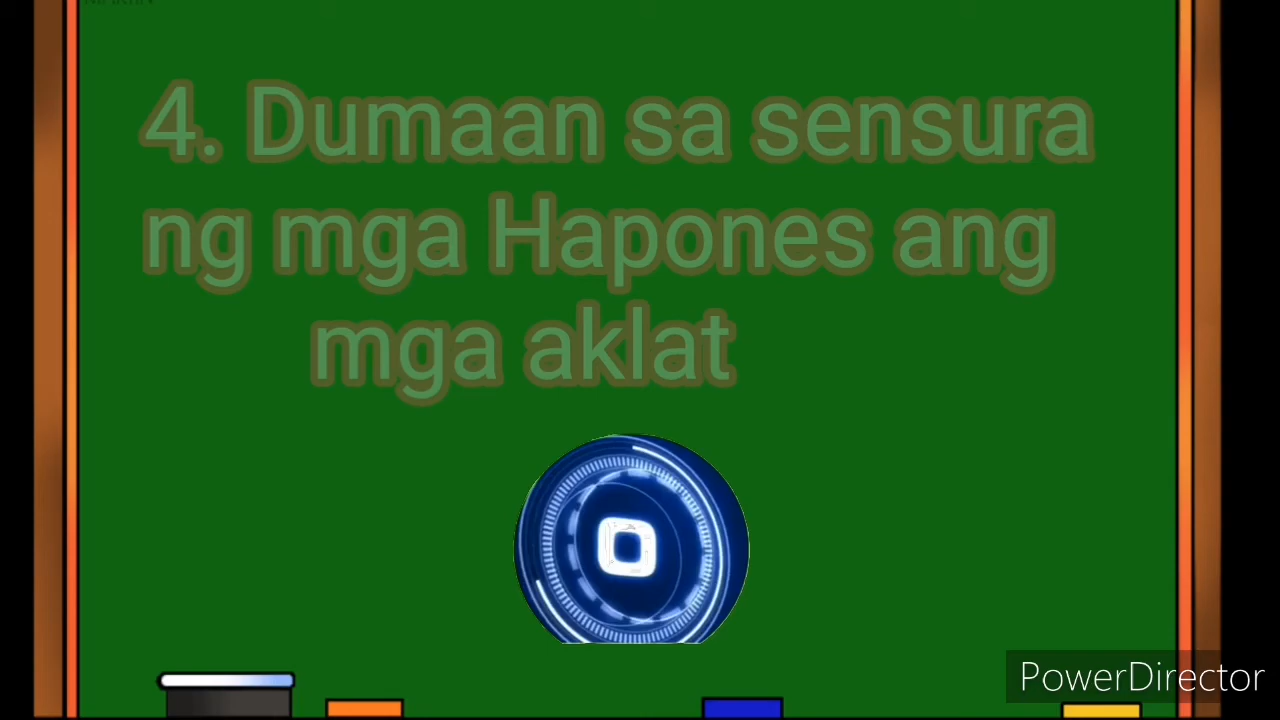 4. Dumaan sa sensura
ng mga Hapones ang
mga aklat
PowerDirector